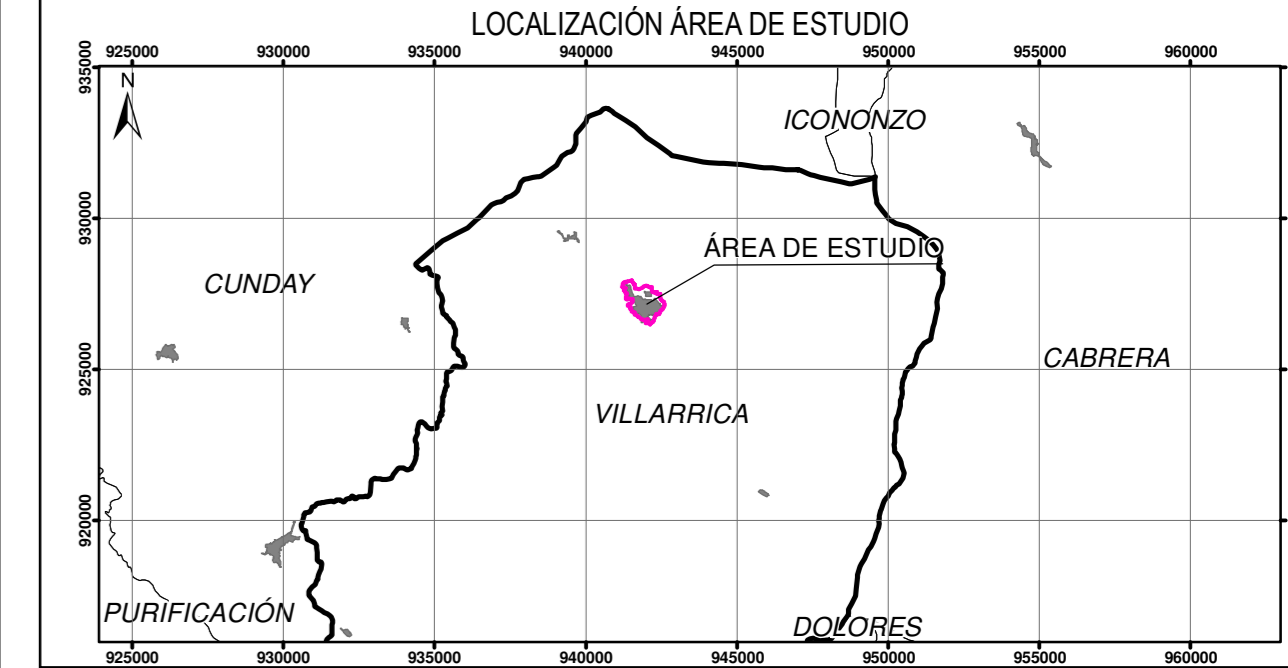 LOCALIZACIÓN ÁREA DE ESTUDIO
925000 930000 935000 940000 945000 950000 955000 960000
935000
N
ICONONZO
930000
ÁREA DE ESTUDIO
CUNDAY
CABRERA
925000
VILLARRICA
920000
PURIFICACIÓN
DOLORES
925000 930000 935000 940000 945000 950000 955000 960000